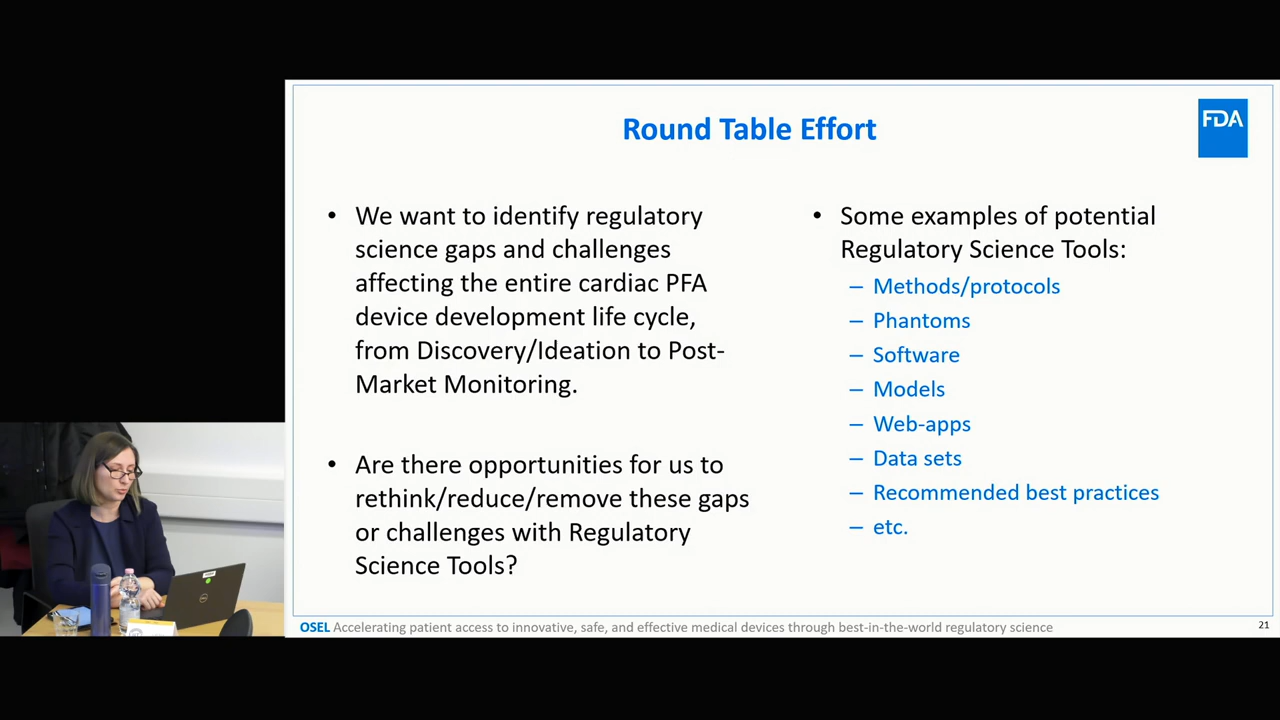 Round Table Effort
FDA
• We want to identify regulatory
science gaps and challenges
affecting the entire cardiac PFA
device development life cycle,
from Discovery/Ideation to Post-
Market Monitoring.
• Are there opportunities for us to
rethink/reduce/remove these gaps
or challenges with Regulatory
Science Tools?
• Some examples of potential
Regulatory Science Tools:
– Methods/protocols
– Phantoms
– Software
– Models
– Web-apps
– Data sets
– Recommended best practices
– etc.
OSEL Accelerating patient access to innovative, safe, and effective medical devices through best-in-the-world regulatory science
21